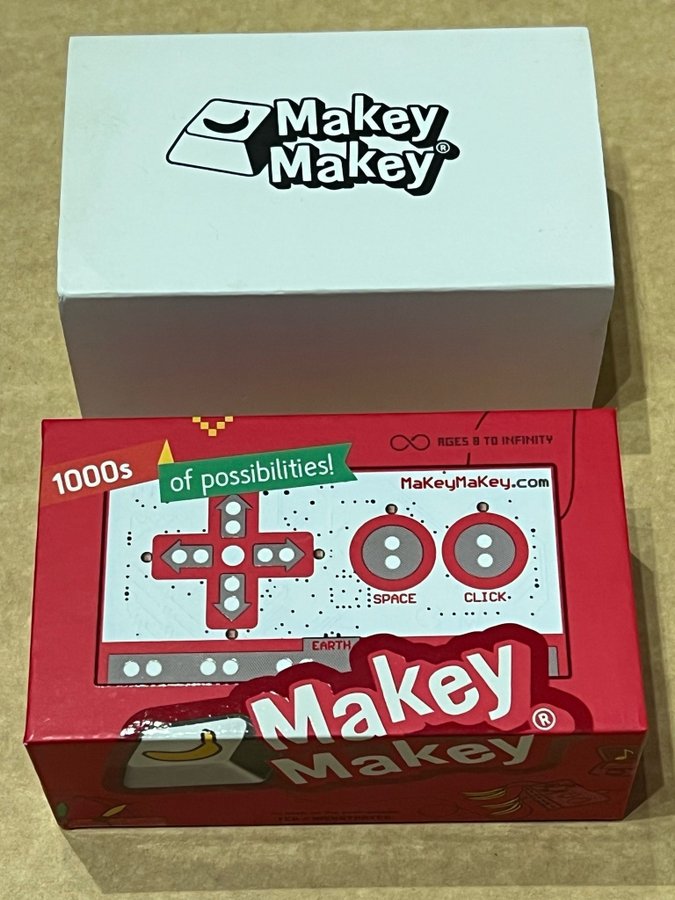 Makey
Makey®
1000s
of possibilities!
AGES 8 TO INFINITY
MaKeyMaKey.com
SPACE
CLICK
EARTH
Makey
Makey®